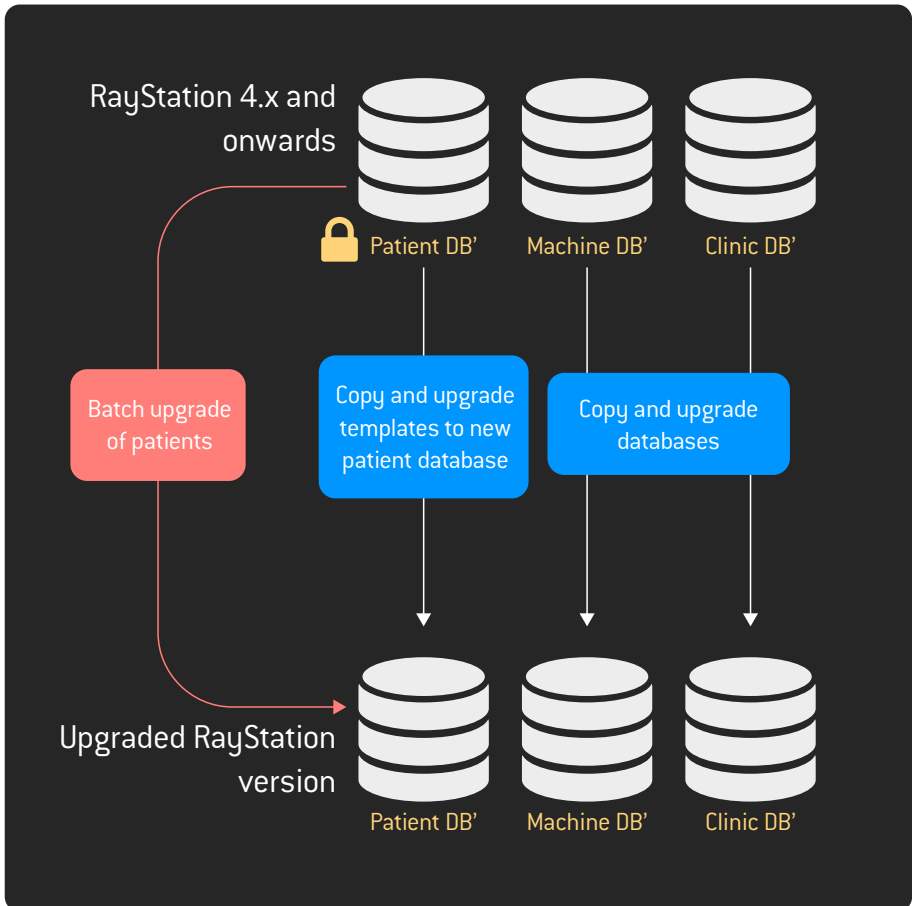 RayStation 4.x and
onwards
Patient DB’
Machine DB’
Clinic DB’
Batch upgrade
of patients
Copy and upgrade
templates to new
patient database
Copy and upgrade
databases
Upgraded RayStation
version
Patient DB’
Machine DB’
Clinic DB’